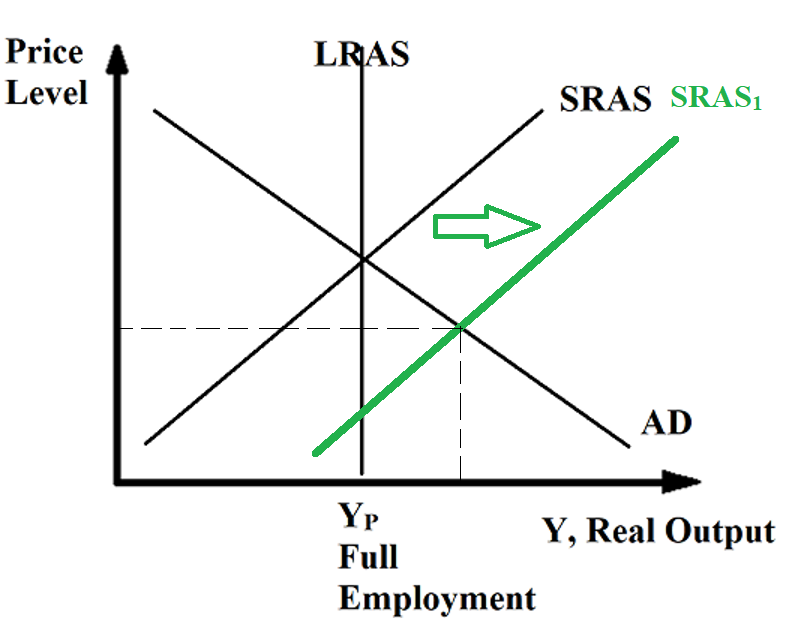 Price
Level
LRAS
SRAS
SRAS₁
AD
Yₚ
Full
Employment
Y, Real Output